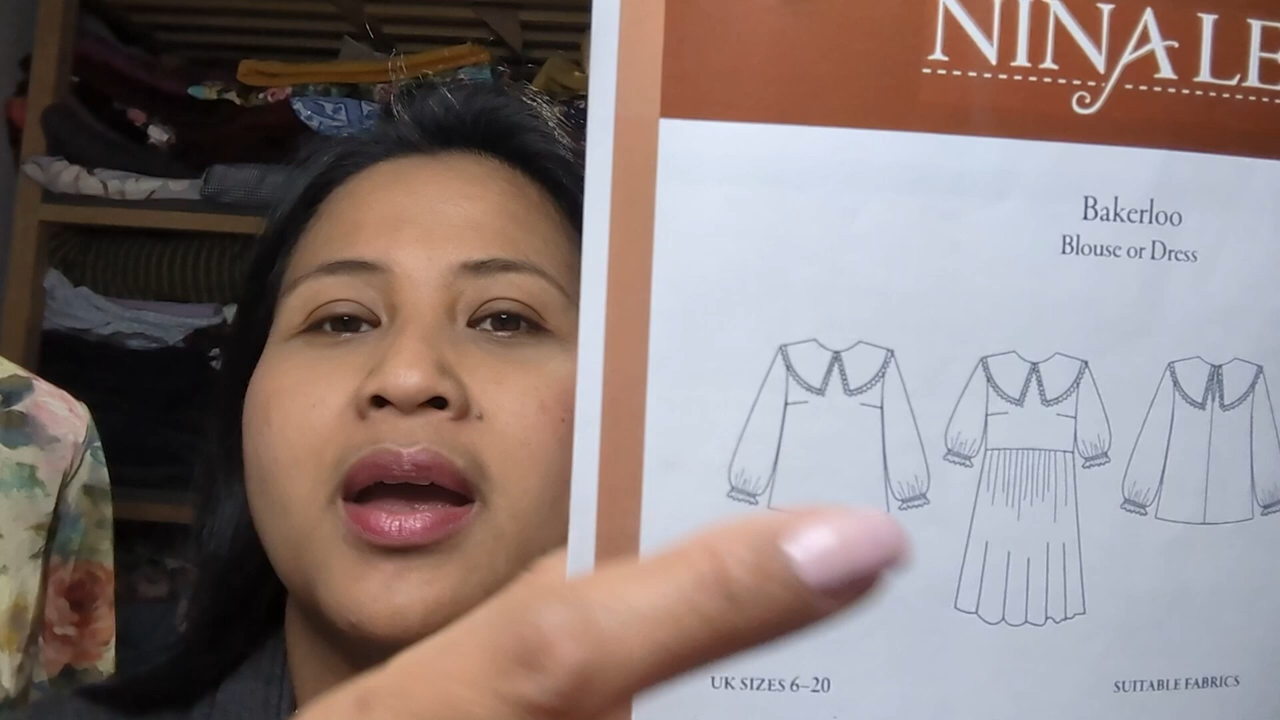 NINA LE
Bakerloo
Blouse or Dress
UK SIZES 6–20
SUITABLE FABRICS